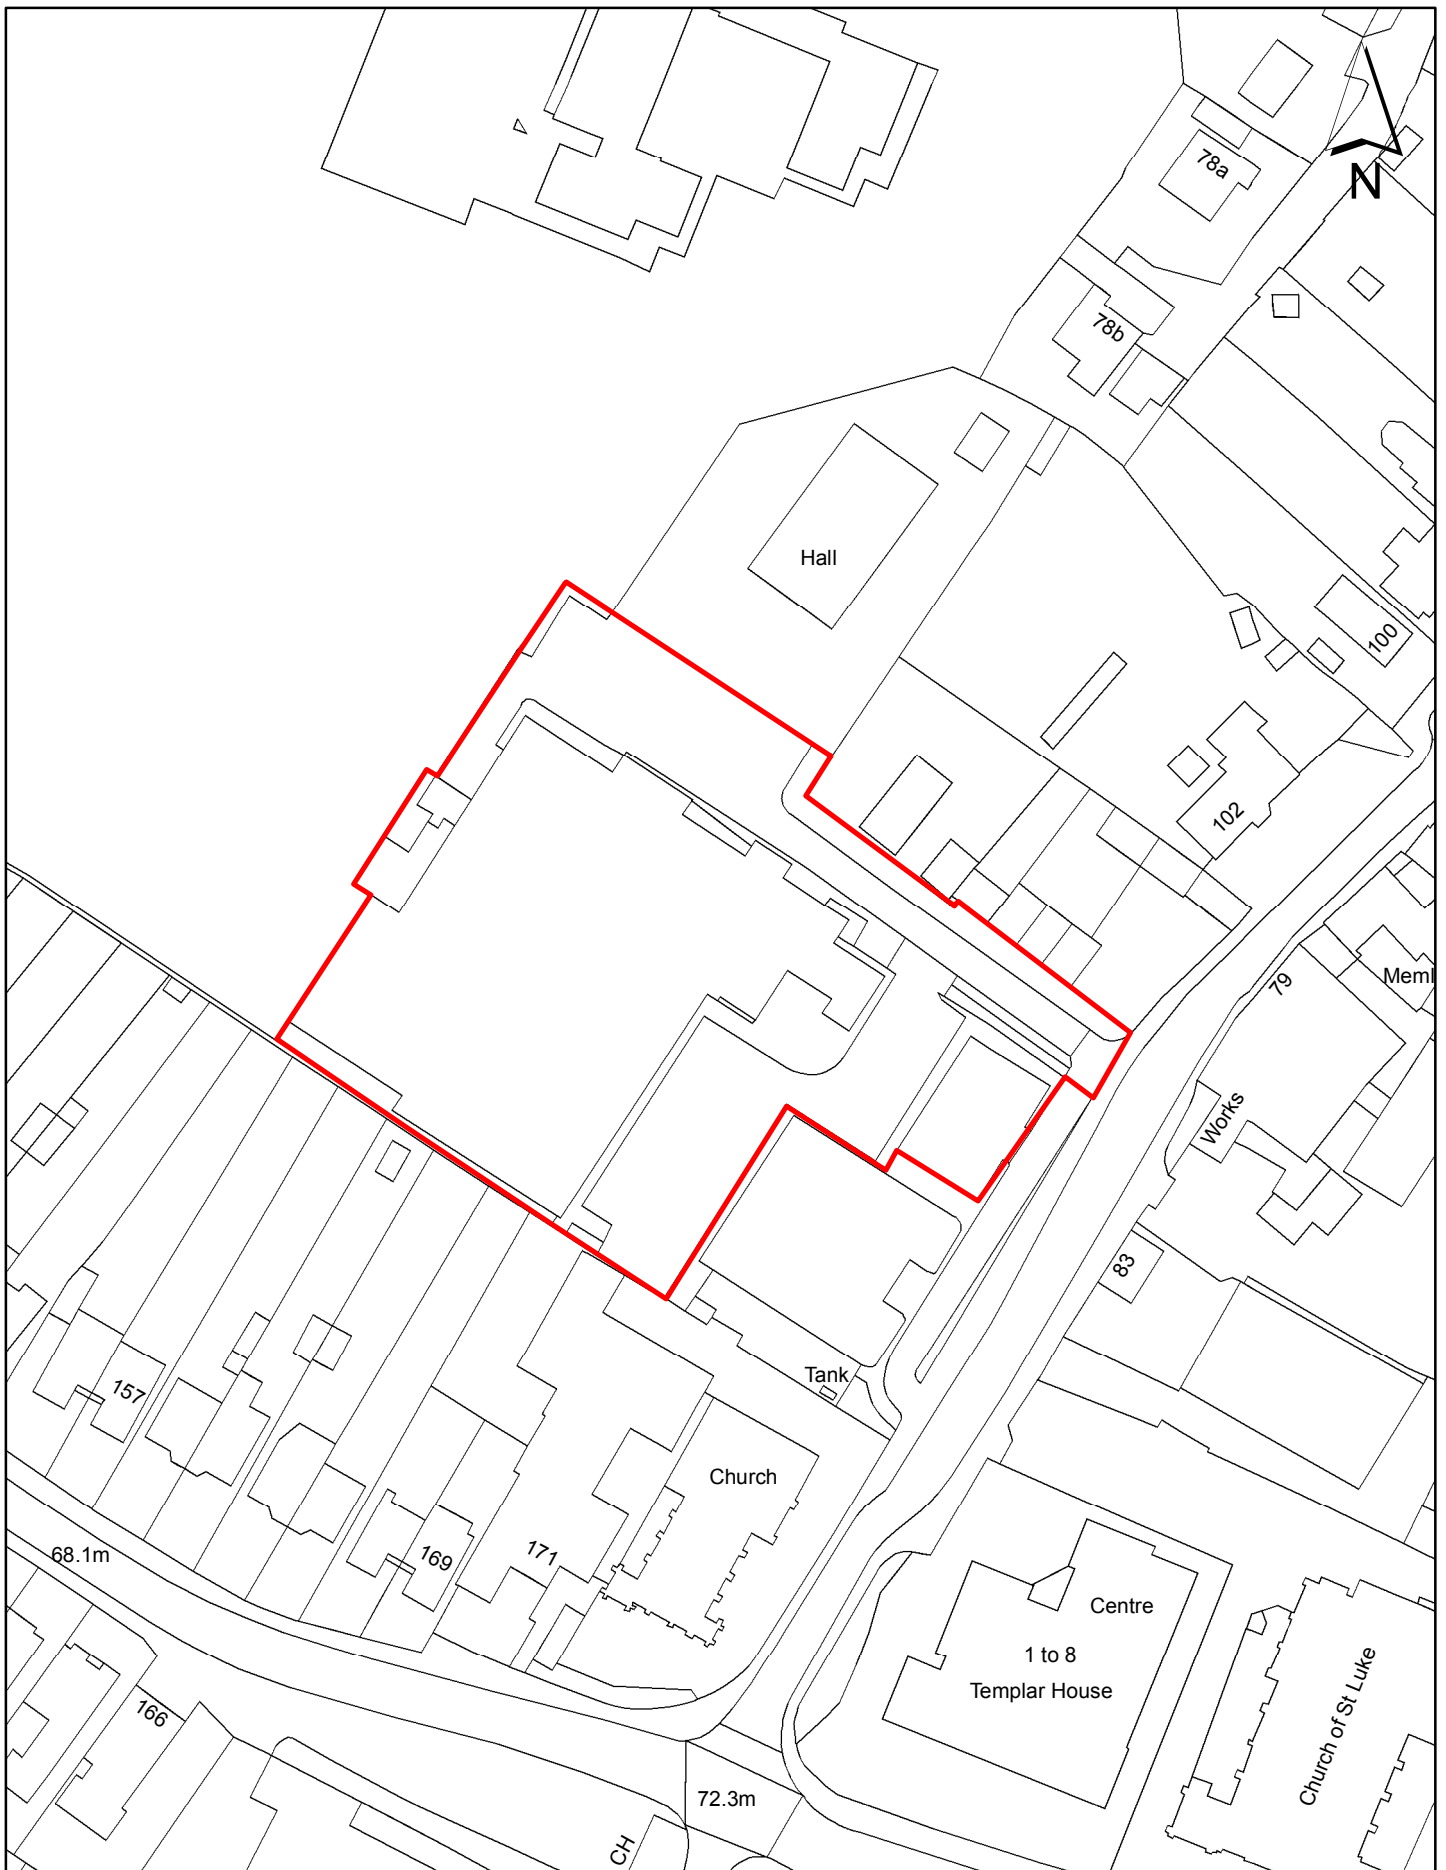 78a
N
78b
Hall
100
102
79
Meml
Works
83
Tank
157
Church
68.1m
169
171
Centre
1 to 8
Templar House
Church of St Luke
166
72.3m
CH